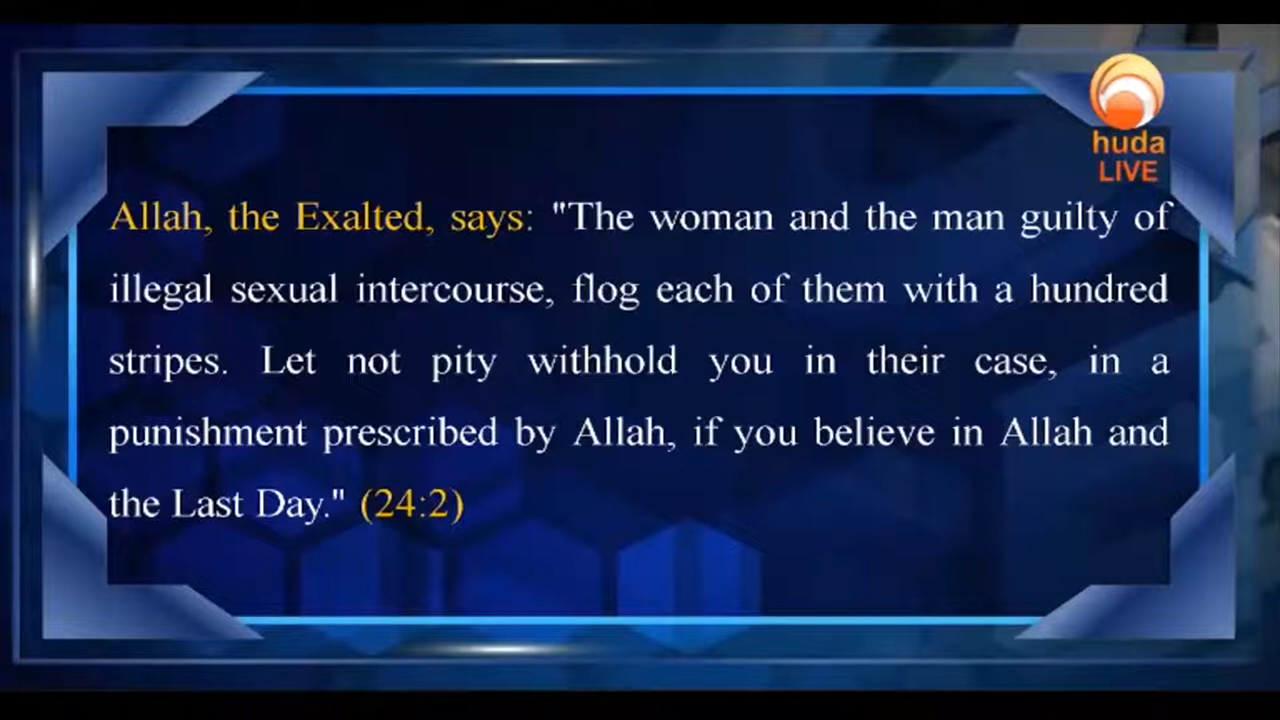 huda
LIVE
Allah, the Exalted, says: "The woman and the man guilty of
illegal sexual intercourse, flog each of them with a hundred
stripes. Let not pity withhold you in their case, in a
punishment prescribed by Allah, if you believe in Allah and
the Last Day." (24:2)